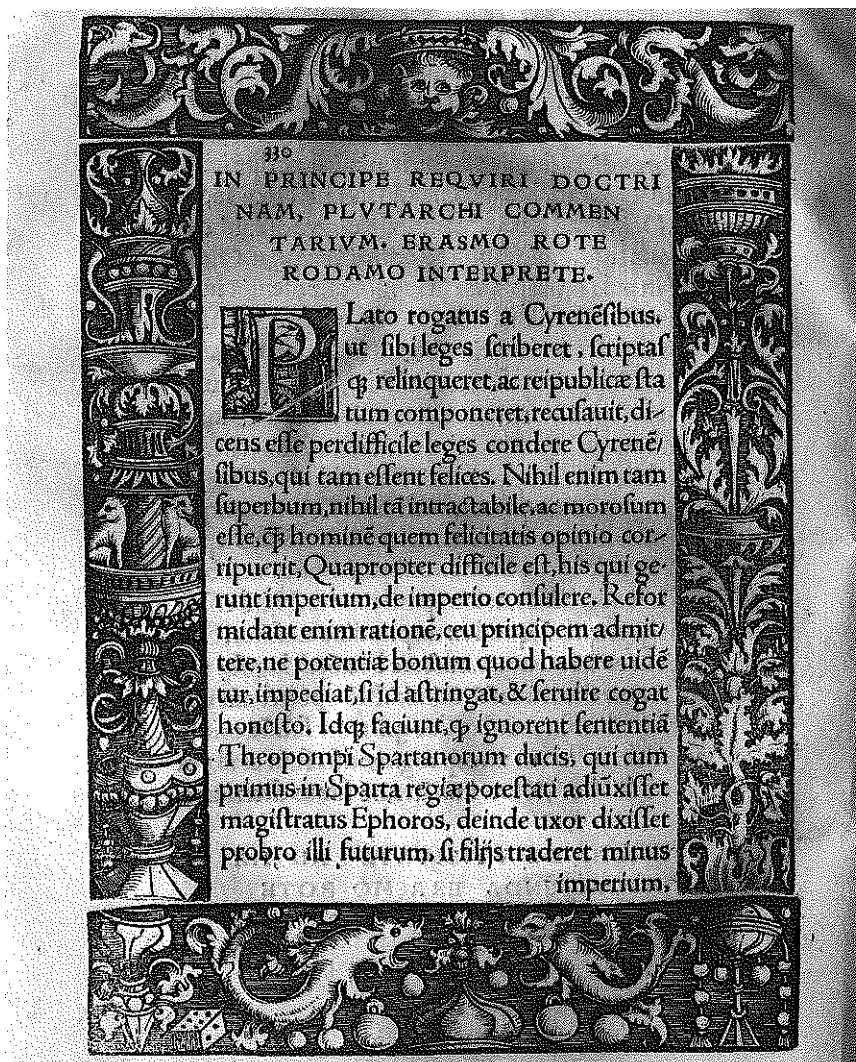 330
IN PRINCIPE REQVIRI DOCTRI
NAM, PLVTARCHI COMMEN
TARIVM. ERASMO ROTE
RODAMO INTERPRETE.
PLato rogatus a Cyrenẽſibus,
ut ſibi leges ſcriberet, ſcriptaſ
qꝫ relinqueret, ac reipublicæ ſta
tum componeret, recuſauit, di-
cens eſſe perdifficile leges condere Cyrenẽ/
ſibus, qui tam eſſent felices. Nihil enim tam
ſuperbum, nihil tã intractabile, ac moroſum
eſſe, q̃ꝫ hominẽ quem felicitatis opinio cor-
ripuerit, Quapropter difficile eſt, his qui ge-
runt imperium, de imperio conſulere. Refor
midant enim rationẽ, ceu principem admit/
tere, ne potentiæ bonum quod habere uidẽ
tur, impediat, ſi id aſtringat, & ſeruire cogat
honeſto. Idqꝫ faciunt, ꝙ ignorent ſententiã
Theopompi Spartanorum ducis, qui cum
primus in Sparta regiæ poteſtati adiũxiſſet
magiſtratus Ephoros, deinde uxor dixiſſet
probro illi futurum, ſi filijs traderet minus
imperium,